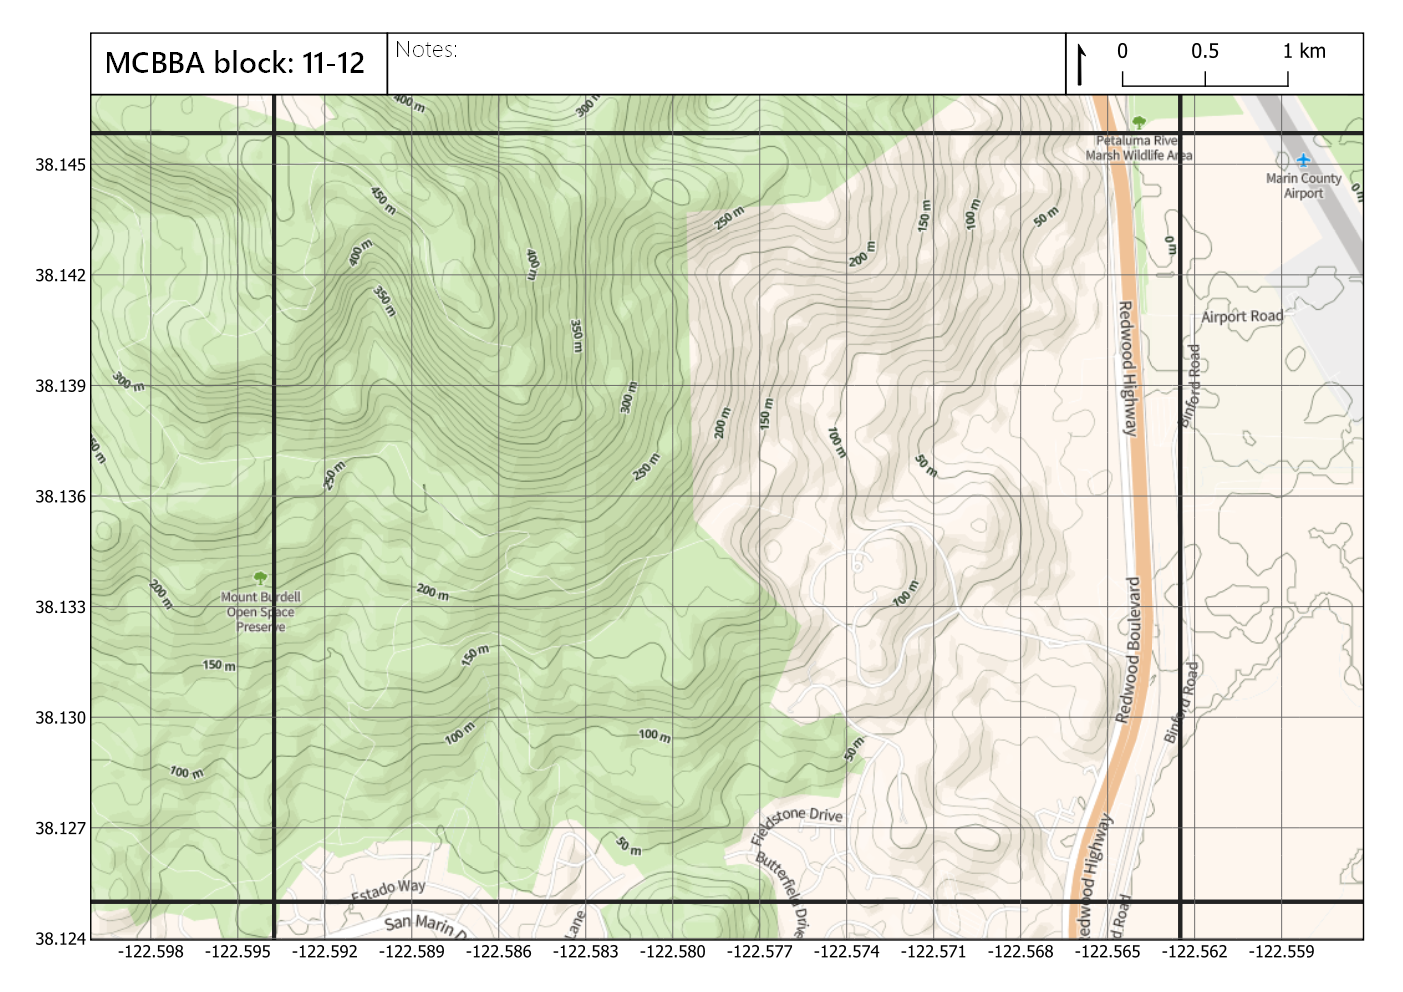 MCBBA block: 11-12
Notes:
0 0.5 1 km
400 m
300
Petaluma River
Marsh Wildlife Area
38.145
Marin County
Airport
0 m
450 m
250 m
150 m
100 m
50 m
400 m
400 m
200 m
0 m
38.142
350 m
Redwood Highway
Airport Road
350 m
Binford Road
38.139
300 m
300 m
200 m
150 m
100 m
50 m
250 m
250 m
50 m
38.136
200 m
Mount Burdell
Open Space
Preserve
200 m
100 m
Redwood Boulevard
38.133
150 m
150 m
Binford Road
38.130
100 m
100 m
50 m
100 m
Fieldstone Drive
38.127
50 m
Butterfield Drive
Redwood Highway
Estado Way
San Marin D
Lane
d Road
38.124
-122.598 -122.595 -122.592 -122.589 -122.586 -122.583 -122.580 -122.577 -122.574 -122.571 -122.568 -122.565 -122.562 -122.559